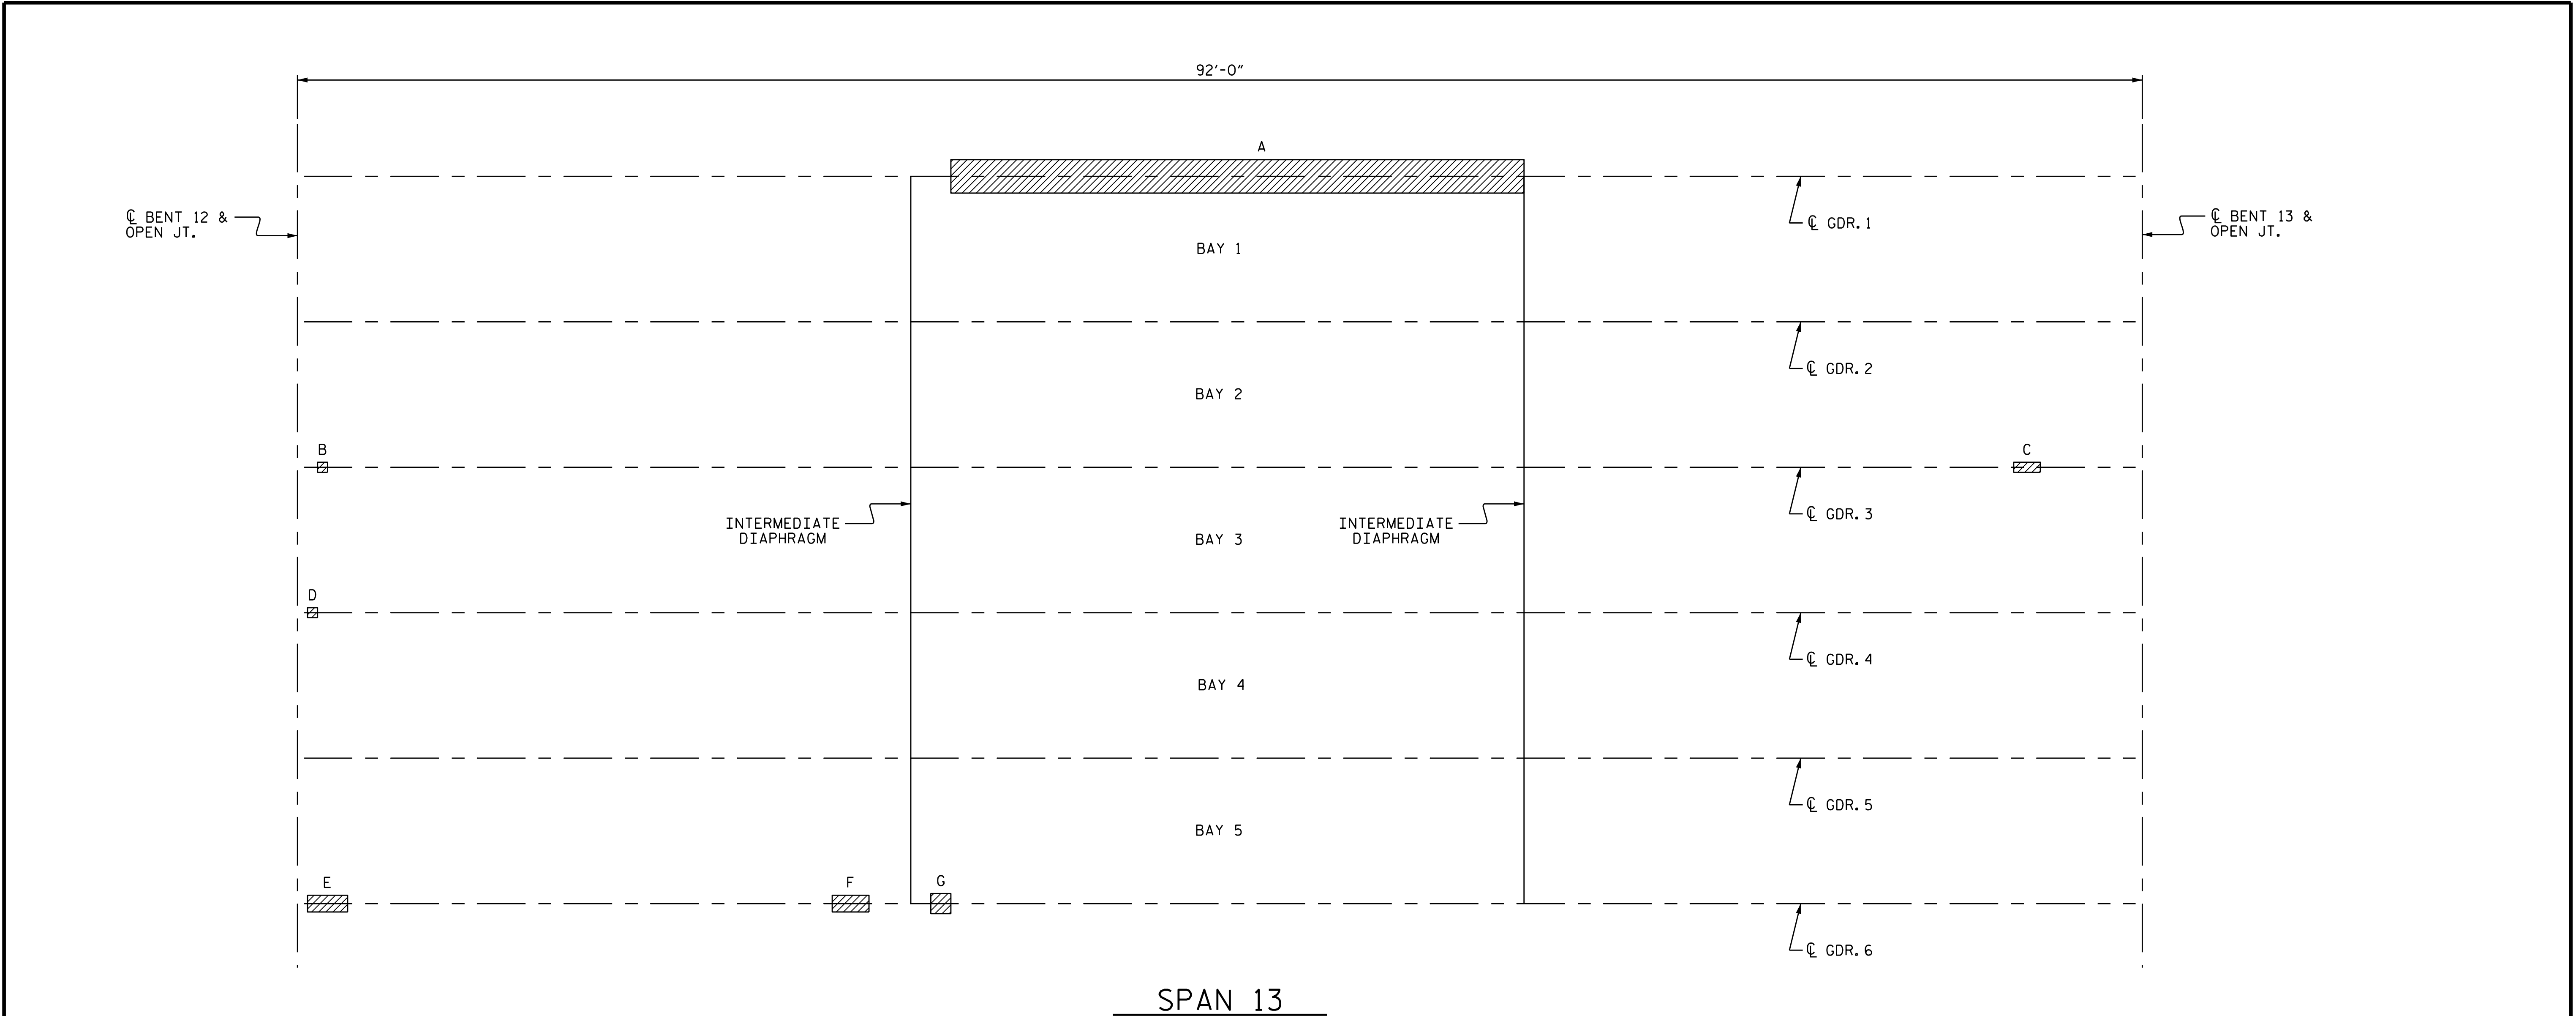 92'-0"
A
℄ BENT 12 &
OPEN JT.
℄ BENT 13 &
OPEN JT.
℄ GDR. 1
BAY 1
℄ GDR. 2
BAY 2
B
C
℄ GDR. 3
INTERMEDIATE
DIAPHRAGM
INTERMEDIATE
DIAPHRAGM
BAY 3
D
℄ GDR. 4
BAY 4
℄ GDR. 5
BAY 5
E
F
G
℄ GDR. 6
SPAN 13